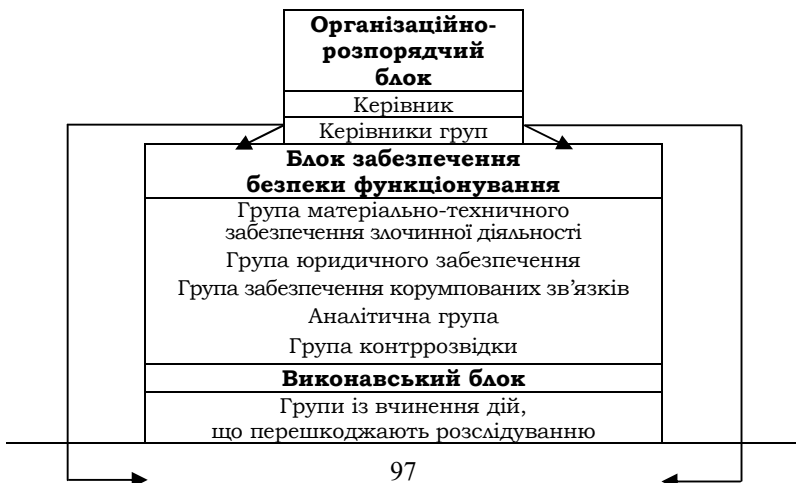 Організаційно-
розпорядчий
блок
Керівник
Керівники груп
Блок забезпечення
безпеки функціонування
Група матеріально-технічного
забезпечення злочинної діяльності
Група юридичного забезпечення
Група забезпечення корумпованих зв’язків
Аналітична група
Група контррозвідки
Виконавський блок
Групи із вчинення дій,
що перешкоджають розслідуванню
97